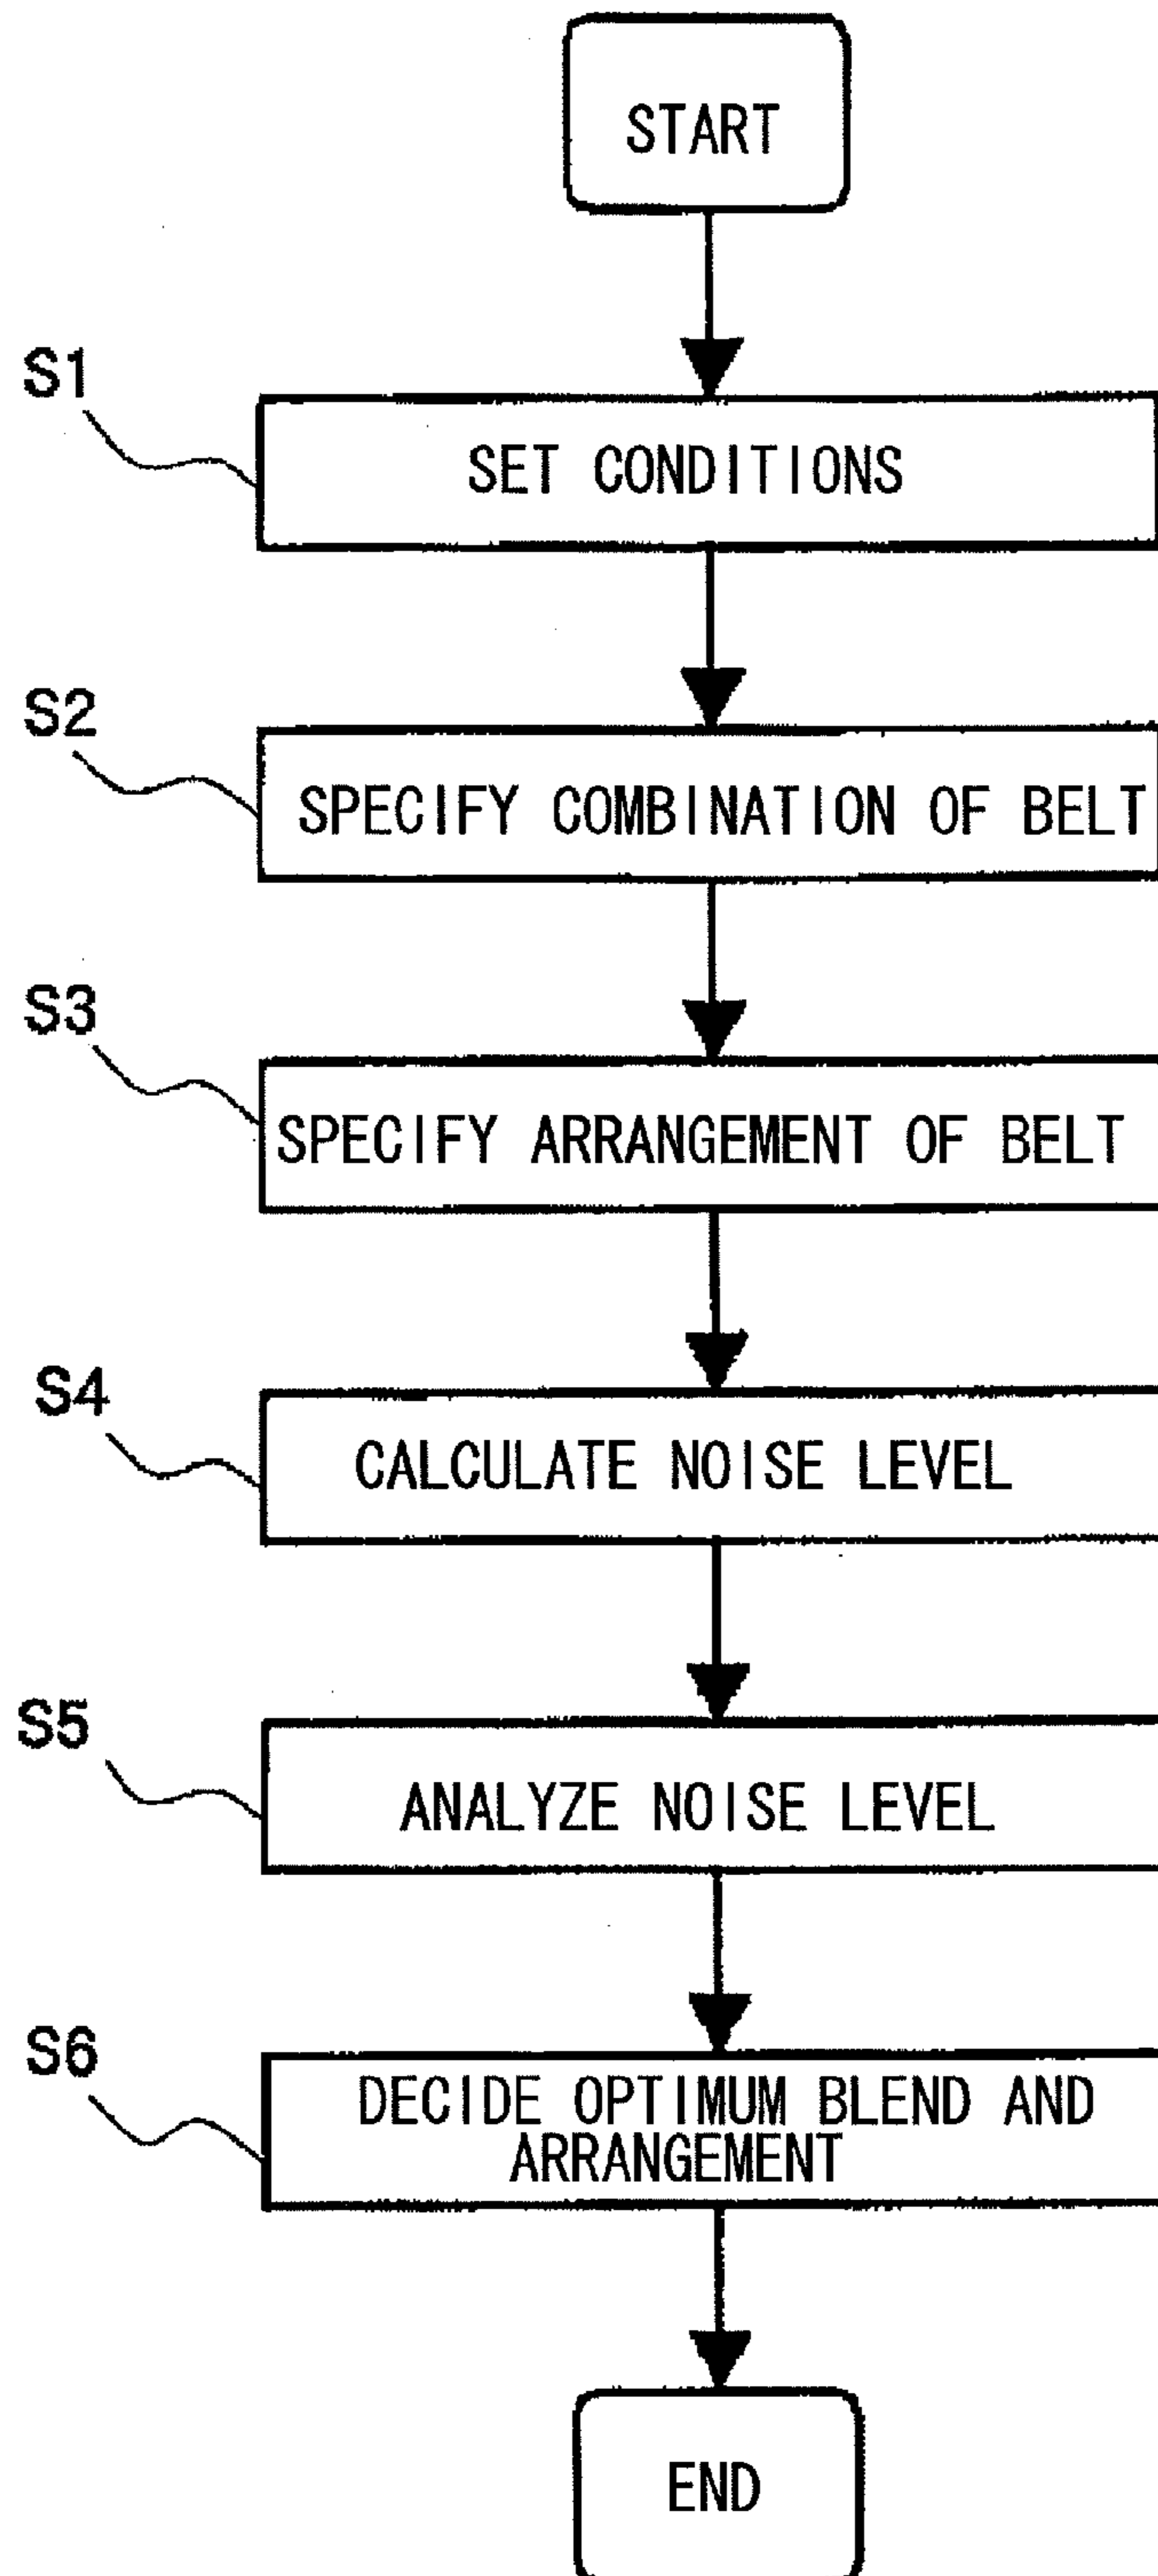 START
S1
SET CONDITIONS
S2
SPECIFY COMBINATION OF BELT
S3
SPECIFY ARRANGEMENT OF BELT
S4
CALCULATE NOISE LEVEL
S5
ANALYZE NOISE LEVEL
S6
DECIDE OPTIMUM BLEND AND
ARRANGEMENT
END